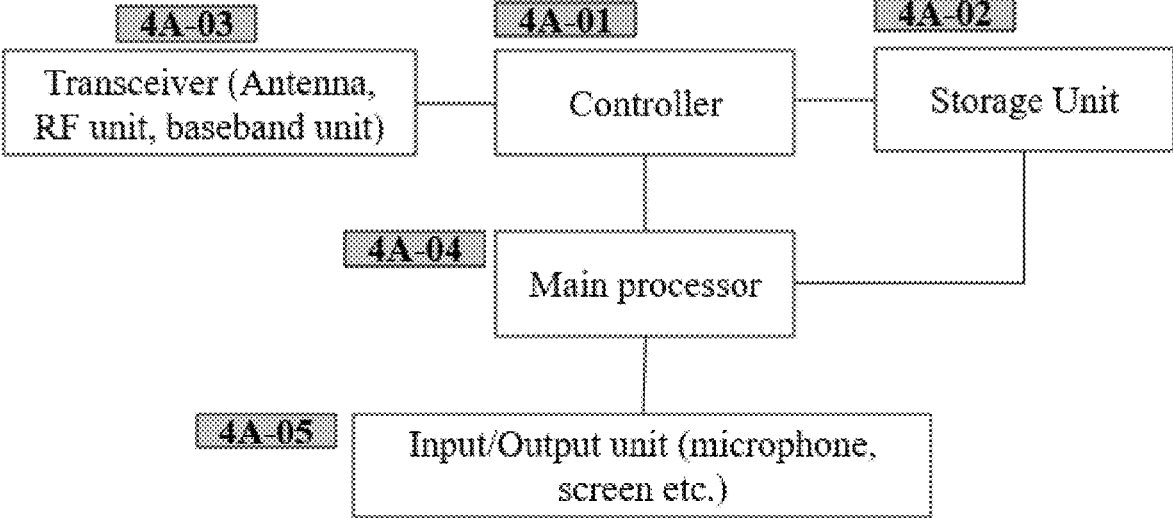 4A-03
4A-01
4A-02
Transceiver (Antenna,
RF unit, baseband unit)
Controller
Storage Unit
4A-04
Main processor
4A-05
Input/Output unit (microphone,
screen etc.)